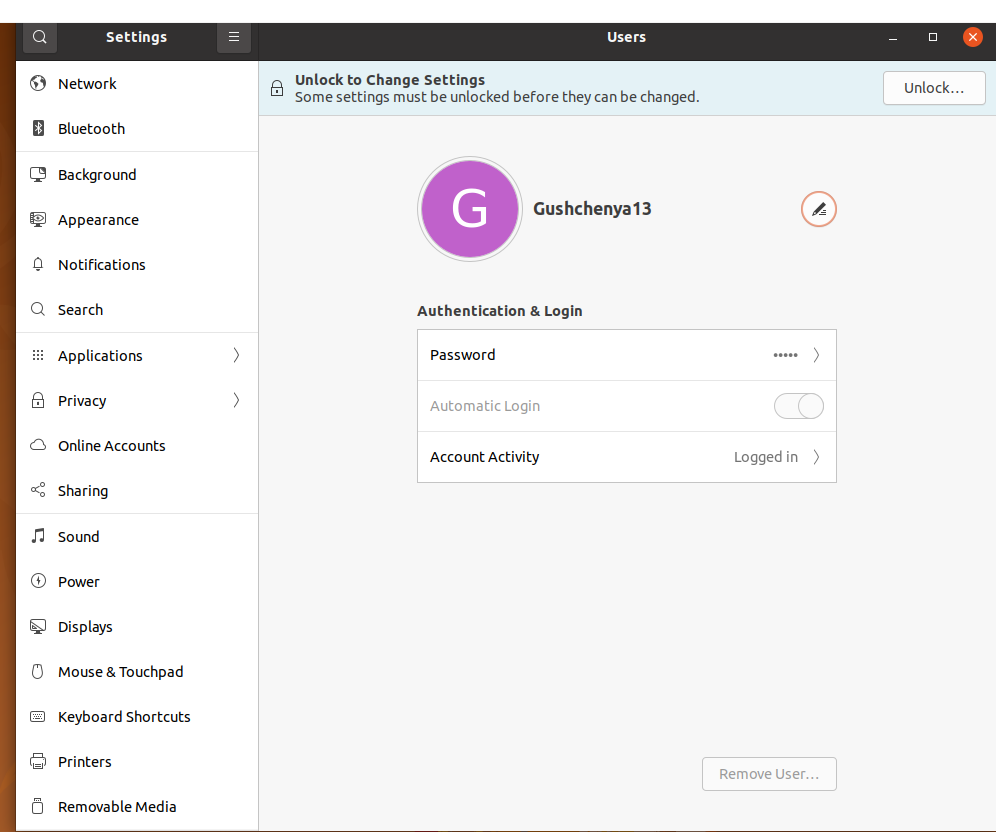 Settings
Users
Network
Bluetooth
Background
Appearance
Notifications
Search
Applications
Privacy
Online Accounts
Sharing
Sound
Power
Displays
Mouse & Touchpad
Keyboard Shortcuts
Printers
Removable Media
Unlock to Change Settings
Some settings must be unlocked before they can be changed.
Unlock...
G
Gushchenya13
Authentication & Login
Password •••••
Automatic Login
Account Activity Logged in
Remove User...